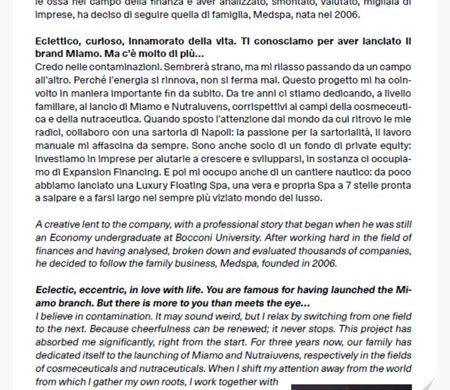 le ossa nel campo della finanza e aver analizzato, smontato, valutato, migliaia di
imprese, ha deciso di seguire quella di famiglia, Medspa, nata nel 2006.
Eclettico, curioso, innamorato della vita. Ti conosciamo per aver lanciato il
brand Miamo. Ma c'è molto di più...
Credo nelle contaminazioni. Sembrerà strano, ma mi rilasso passando da un campo
all'altro. Perché l'energia si rinnova, non si ferma mai. Questo progetto mi ha coin-
volto in maniera importante fin da subito. Da tre anni ci stiamo dedicando, a livello
familiare, al lancio di Miamo e Nutraluvens, corrispettivi ai campi della cosmeceuti-
ca e della nutraceutica. Quando sposto l'attenzione dal mondo da cui ritrovo le mie
radici, collaboro con una sartoria di Napoli: la passione per la sartorialità, il lavoro
manuale mi affascina da sempre. Sono anche socio di un fondo di private equity:
investiamo in imprese per aiutarle a crescere e svilupparsi, in sostanza ci occupia-
mo di Expansion Financing. E poi mi occupo anche di un cantiere nautico: da poco
abbiamo lanciato una Luxury Floating Spa, una vera e propria Spa a 7 stelle pronta
a salpare e a farsi largo nel sempre più viziato mondo del lusso.
A creative lent to the company, with a professional story that began when he was still
an Economy undergraduate at Bocconi University. After working hard in the field of
finances and having analysed, broken down and evaluated thousands of companies,
he decided to follow the family business, Medspa, founded in 2006.
Eclectic, eccentric, in love with life. You are famous for having launched the Mi-
amo branch. But there is more to you than meets the eye...
I believe in contamination. It may sound weird, but I relax by switching from one field
to the next. Because cheerfulness can be renewed; it never stops. This project has
absorbed me significantly, right from the start. For three years now, our family has
dedicated itself to the launching of Miamo and Nutraiuvens, respectively in the fields
of cosmeceuticals and nutraceuticals. When I shift my attention away from the world
from which I gather my own roots, I work together with